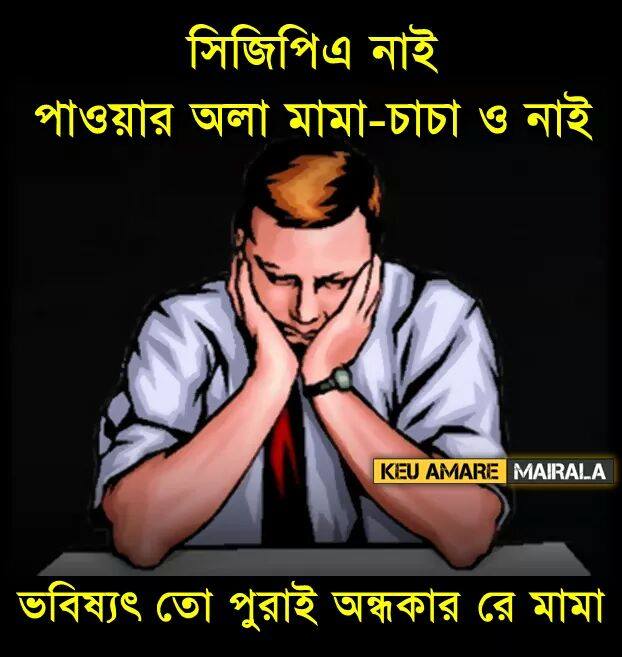 সিজিপিএ নাই
পাওয়ার অলা মামা-চাচা ও নাই
KEU AMARE MAIRALA
ভবিষ্যৎ তো পুরাই অন্ধকার রে মামা